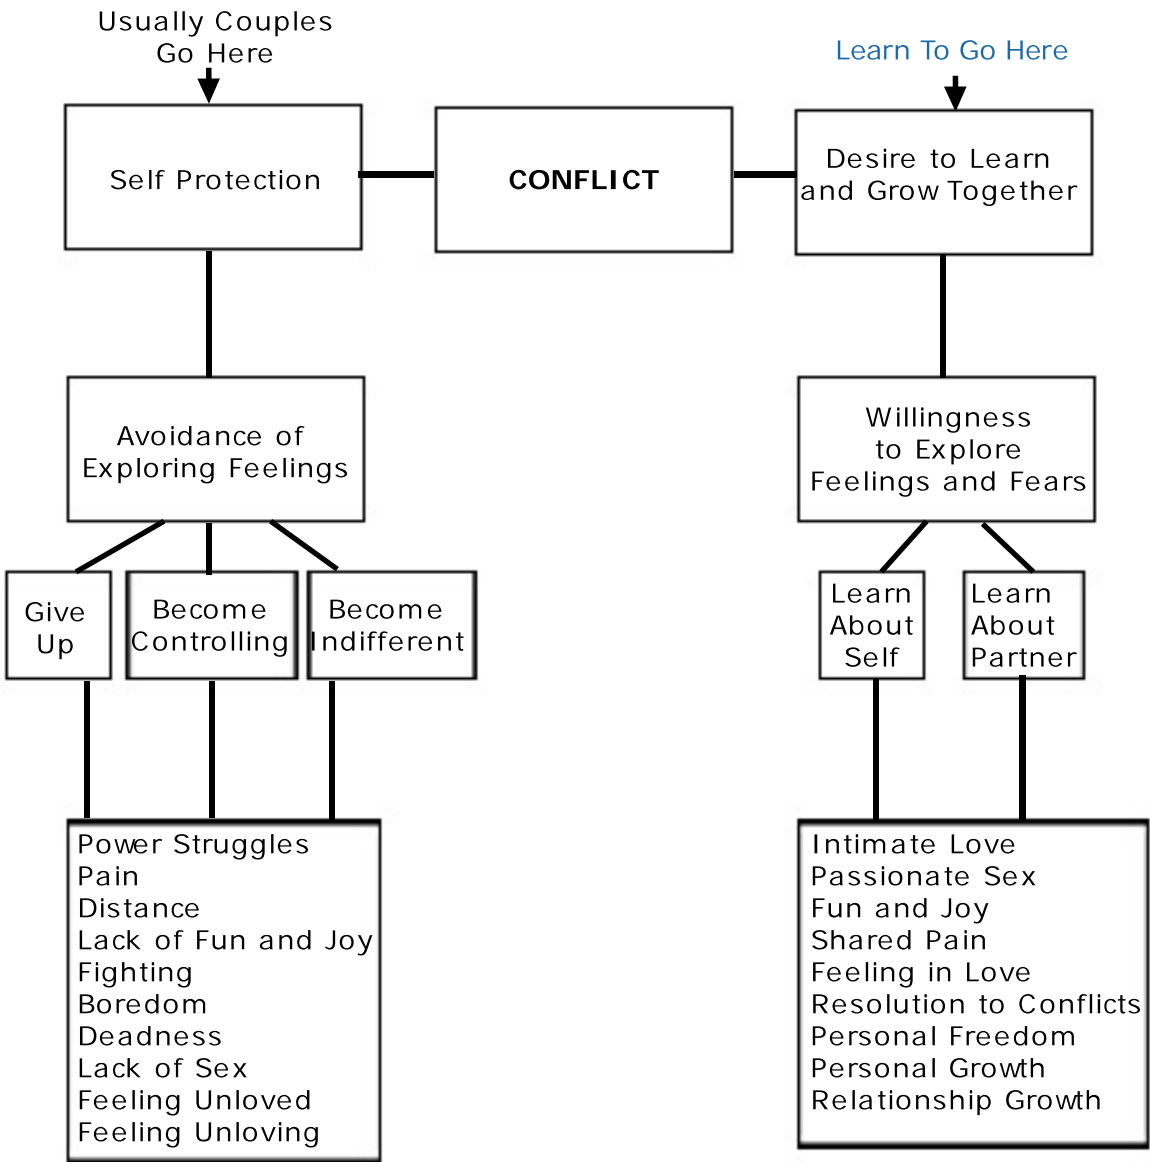 Usually Couples
Go Here
Learn To Go Here
Self Protection
CONFLICT
Desire to Learn
and Grow Together
Avoidance of
Exploring Feelings
Willingness
to Explore
Feelings and Fears
Give
Up
Become
Controlling
Become
Indifferent
Learn
About
Self
Learn
About
Partner
Power Struggles
Pain
Distance
Lack of Fun and Joy
Fighting
Boredom
Deadness
Lack of Sex
Feeling Unloved
Feeling Unloving
Intimate Love
Passionate Sex
Fun and Joy
Shared Pain
Feeling in Love
Resolution to Conflicts
Personal Freedom
Personal Growth
Relationship Growth